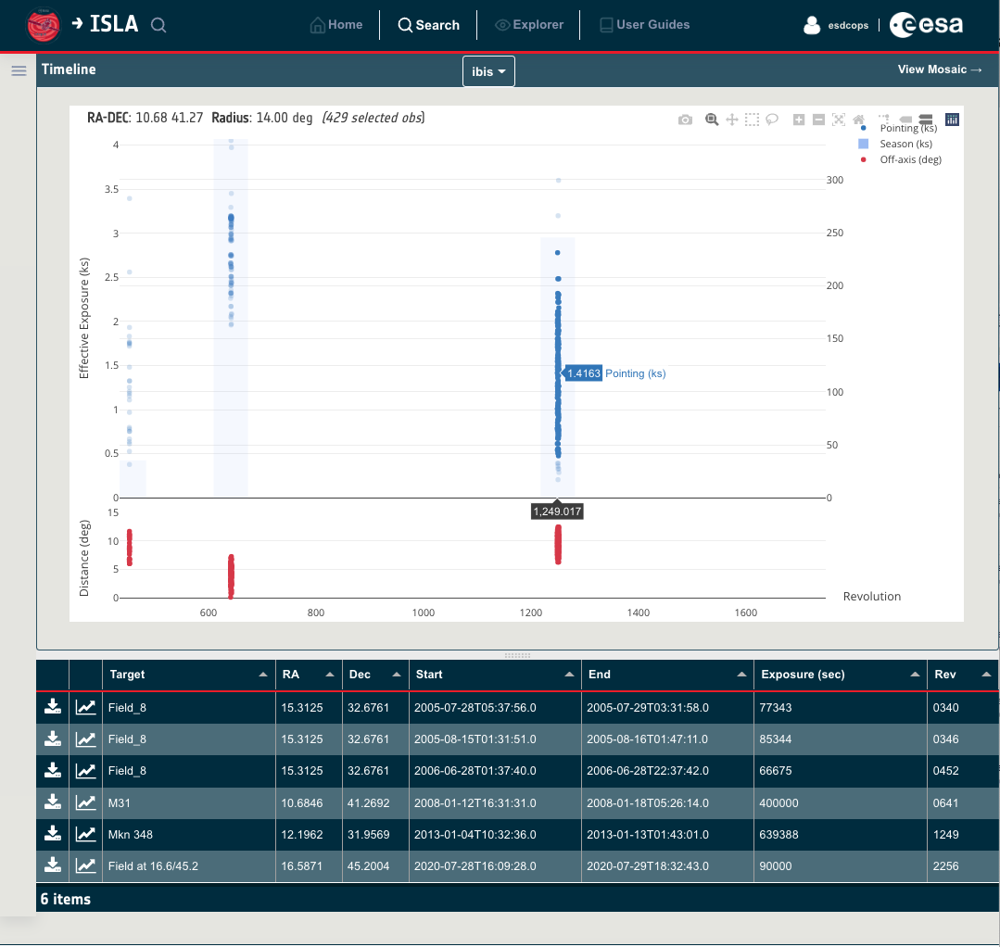 ISLA
Home
Search
Explorer
User Guides
esdcops
esa
Timeline
ibis
View Mosaic →
RA-DEC: 10.68 41.27 Radius: 14.00 deg (429 selected obs)
Pointing (ks)
Season (ks)
Off-axis (deg)
Effective Exposure (ks)
4
3.5
3
2.5
2
1.5
1
0.5
0
300
250
200
150
100
50
0
1.4163 Pointing (ks)
1,249.017
Distance (deg)
15
10
5
0
600 800 1000 1200 1400 1600
Revolution
Target RA Dec Start End Exposure (sec) Rev
Field_8 15.3125 32.6761 2005-07-28T05:37:56.0 2005-07-29T03:31:58.0 77343 0340
Field_8 15.3125 32.6761 2005-08-15T01:31:51.0 2005-08-16T01:47:11.0 85344 0346
Field_8 15.3125 32.6761 2006-06-28T01:37:40.0 2006-06-28T22:37:42.0 66675 0452
M31 10.6846 41.2692 2008-01-12T16:31:31.0 2008-01-18T05:26:14.0 400000 0641
Mkn 348 12.1962 31.9569 2013-01-04T10:32:36.0 2013-01-13T01:43:01.0 639388 1249
Field at 16.6/45.2 16.5871 45.2004 2020-07-28T16:09:28.0 2020-07-29T18:32:43.0 90000 2256
6 items